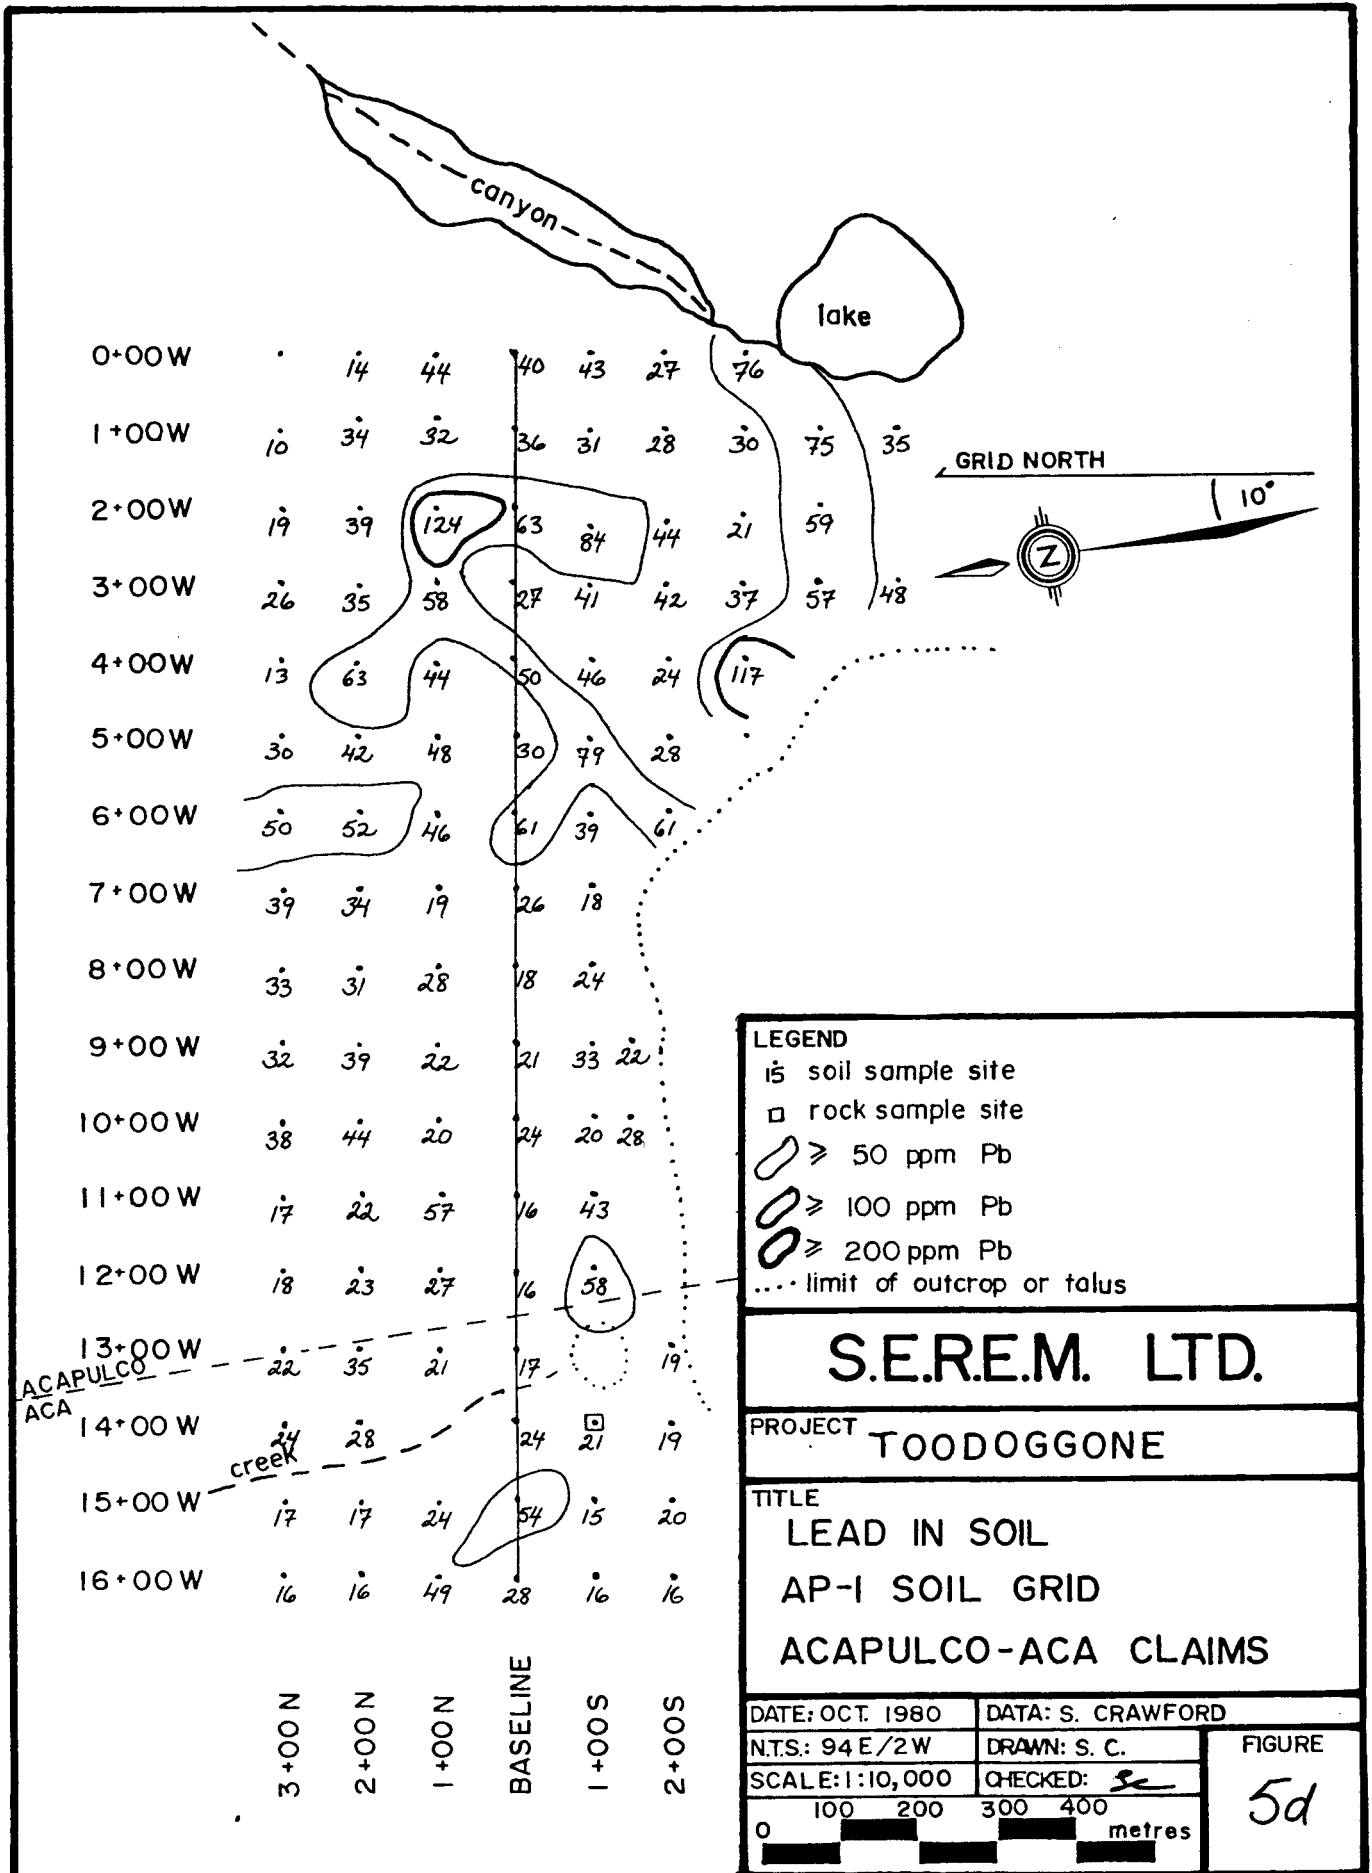 canyon
lake
0+00W 14 44 40 43 27 76
1+00W 10 34 32 36 31 28 30 75 35
GRID NORTH
10°
2+00W 19 39 124 63 84 44 21 59
Z
3+00W 26 35 58 27 41 42 37 57 48
4+00W 13 63 44 50 46 24 117
5+00W 30 42 48 30 79 28
6+00W 50 52 46 61 39 61
7+00W 39 34 19 26 18
8+00W 33 31 28 18 24
9+00W 32 39 22 21 33 22
10+00W 38 44 20 24 20 28
11+00W 17 22 57 16 43
12+00W 18 23 27 16 58
13+00W 22 35 21 17 19
ACAPULCO
ACA
14+00W 24 28 24 21 19
creek
15+00W 17 17 24 54 15 20
16+00W 16 16 49 28 16 16
3+00N
2+00N
1+00N
BASELINE
1+00S
2+00S
LEGEND
15 soil sample site
rock sample site
≥ 50 ppm Pb
≥ 100 ppm Pb
≥ 200 ppm Pb
.... limit of outcrop or talus
S.E.R.E.M. LTD.
PROJECT TOODOGGONE
TITLE
LEAD IN SOIL
AP-1 SOIL GRID
ACAPULCO-ACA CLAIMS
DATE: OCT. 1980 DATA: S. CRAWFORD
N.T.S.: 94 E/2W DRAWN: S. C.
SCALE: 1:10,000 CHECKED: Sc
FIGURE
5d
0 100 200 300 400 metres